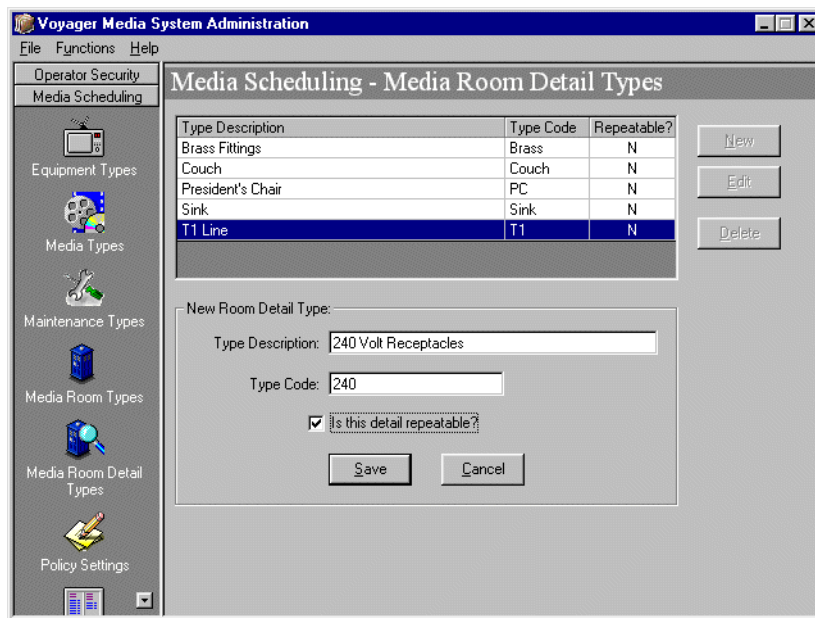 Voyager Media System Administration
File Functions Help
Operator Security
Media Scheduling
Equipment Types
Media Types
Maintenance Types
Media Room Types
Media Room Detail Types
Policy Settings
Media Scheduling - Media Room Detail Types
Type Description Type Code Repeatable?
Brass Fittings Brass N
Couch Couch N
President's Chair PC N
Sink Sink N
T1 Line T1 N
New
Edit
Delete
New Room Detail Type:
Type Description: 240 Volt Receptacles
Type Code: 240
Is this detail repeatable?
Save Cancel